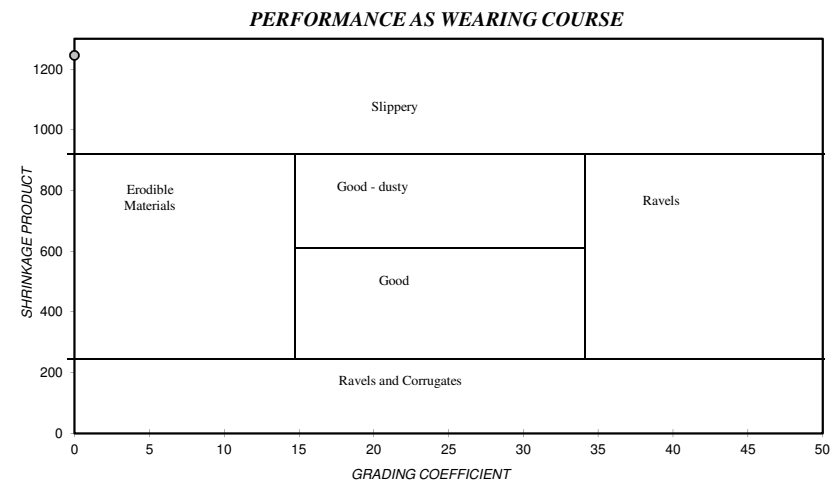 PERFORMANCE AS WEARING COURSE
SHRINKAGE PRODUCT
1200
1000
800
600
400
200
0
Slippery
Erodible
Materials
Good - dusty
Ravels
Good
Ravels and Corrugates
0 5 10 15 20 25 30 35 40 45 50
GRADING COEFFICIENT